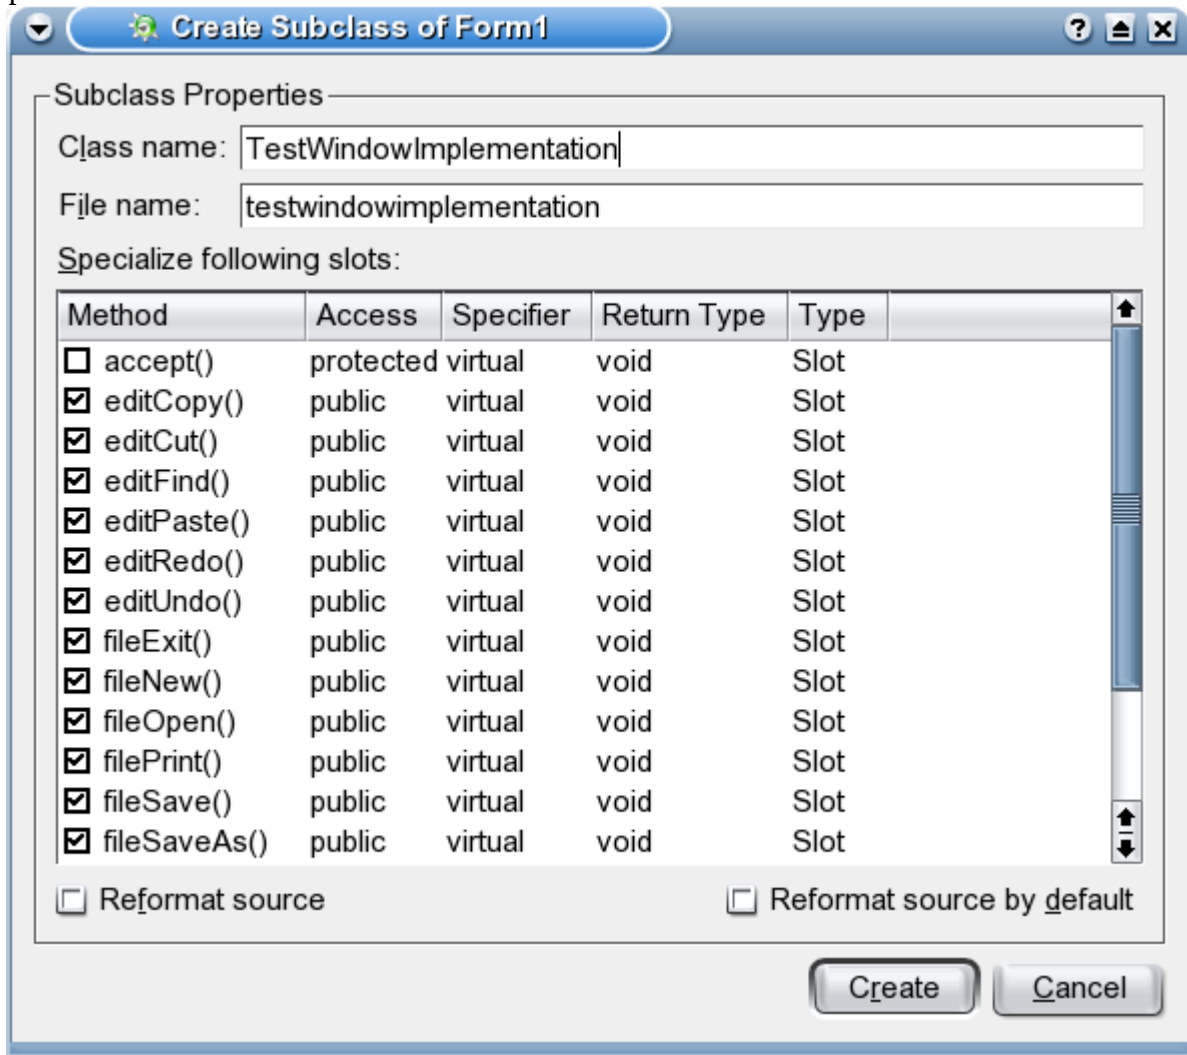 Create Subclass of Form1
Subclass Properties
Class name: TestWindowImplementation
File name: testwindowimplementation
Specialize following slots:
Method Access Specifier Return Type Type
accept() protected virtual void Slot
editCopy() public virtual void Slot
editCut() public virtual void Slot
editFind() public virtual void Slot
editPaste() public virtual void Slot
editRedo() public virtual void Slot
editUndo() public virtual void Slot
fileExit() public virtual void Slot
fileNew() public virtual void Slot
fileOpen() public virtual void Slot
filePrint() public virtual void Slot
fileSave() public virtual void Slot
fileSaveAs() public virtual void Slot
Reformat source Reformat source by default
Create Cancel